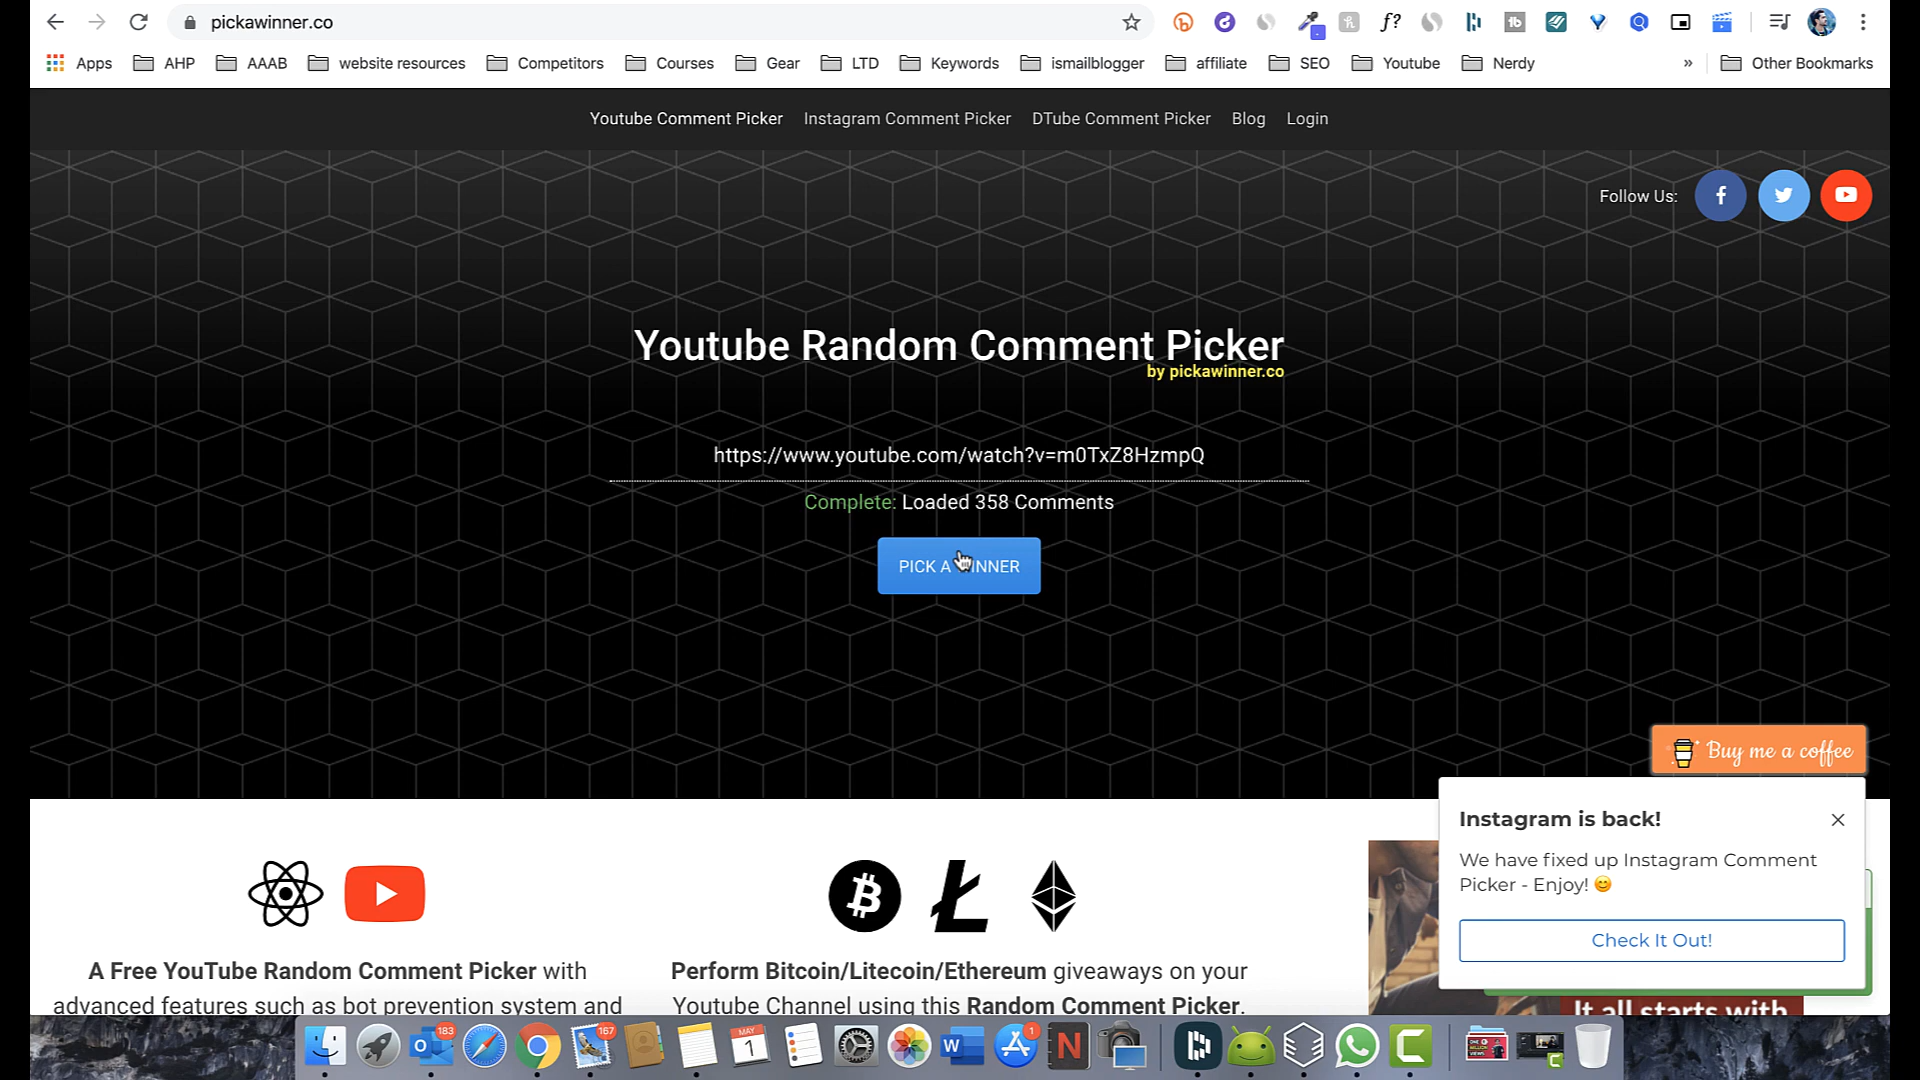 pickawinner.co
Apps AHP AAAB website resources Competitors Courses Gear LTD Keywords ismailblogger affiliate SEO Youtube Nerdy » Other Bookmarks
Youtube Comment Picker Instagram Comment Picker DTube Comment Picker Blog Login
Follow Us:
Youtube Random Comment Picker
by pickawinner.co
https://www.youtube.com/watch?v=m0TxZ8HzmpQ
Complete: Loaded 358 Comments
PICK A WINNER
Buy me a coffee
Instagram is back!
We have fixed up Instagram Comment
Picker - Enjoy! 😊
Check It Out!
A Free YouTube Random Comment Picker with
advanced features such as bot prevention system and
Perform Bitcoin/Litecoin/Ethereum giveaways on your
Youtube Channel using this Random Comment Picker.
It all starts with
183
167
MAY
1
1